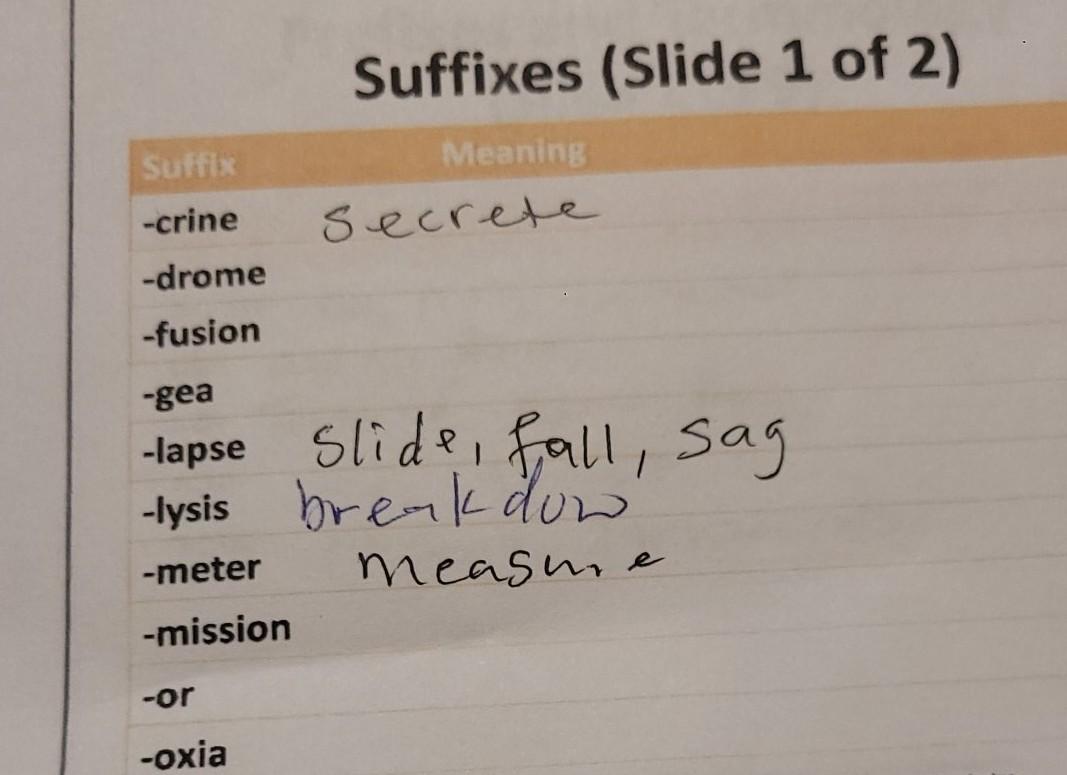 Suffixes (Slide 1 of 2)
Suffix Meaning
-crine secrete
-drome
-fusion
-gea
-lapse slide, fall, sag
-lysis breakdow
-meter measure
-mission
-or
-oxia